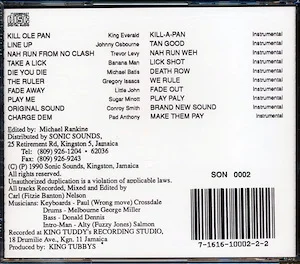 KILL OLE PAN King Everald KILL-A-PAN Instrumental
LINE UP Johnny Osbourne TAN GOOD Instrumental
NAH RUN FROM NO CLASH Trevor Levy NAH RUN WEH Instrumental
TAKE A LICK Banana Man LICK SHOT Instrumental
DIE YOU DIE Michael Batis DEATH ROW Instrumental
THE RULER Gregory Isaacs WE RULE Instrumental
FADE AWAY Little John FADE OUT Instrumental
PLAY ME Sugar Minott PLAY PALY Instrumental
ORIGINAL SOUND Conroy Smith BRAND NEW SOUND Instrumental
CHARGE DEM Pad Anthony MAKE THEM PAY Instrumental
Edited by: Michael Rankine
Distributed by SONIC SOUNDS,
25 Retirement Rd, Kingston 5, Jamaica
Tel: (809) 926-1204 • 62036
Fax: (809) 926-9243
(C) (P) 1990 Sonic Sounds, Kingston, Jamaica
All rights reserved.
Unauthorized duplication is a violation of applicable laws.
All tracks Recorded, Mixed and Edited by
Carl (Fitzie Banton) Nelson
Musicians: Keyboards - Paul (Wrong move) Crossdale
Drums - Melbourne George Miller
Bass - Donald Dennis
Intro-Man - Alty (Fuzzy Jones) Salmon
Recorded at KING TUDDY's RECORDING STUDIO,
18 Drumilie Ave., Kgn. 11 Jamaica
Produced by: KING TUBBYS
SON 0002
7-1616-10002-2-2